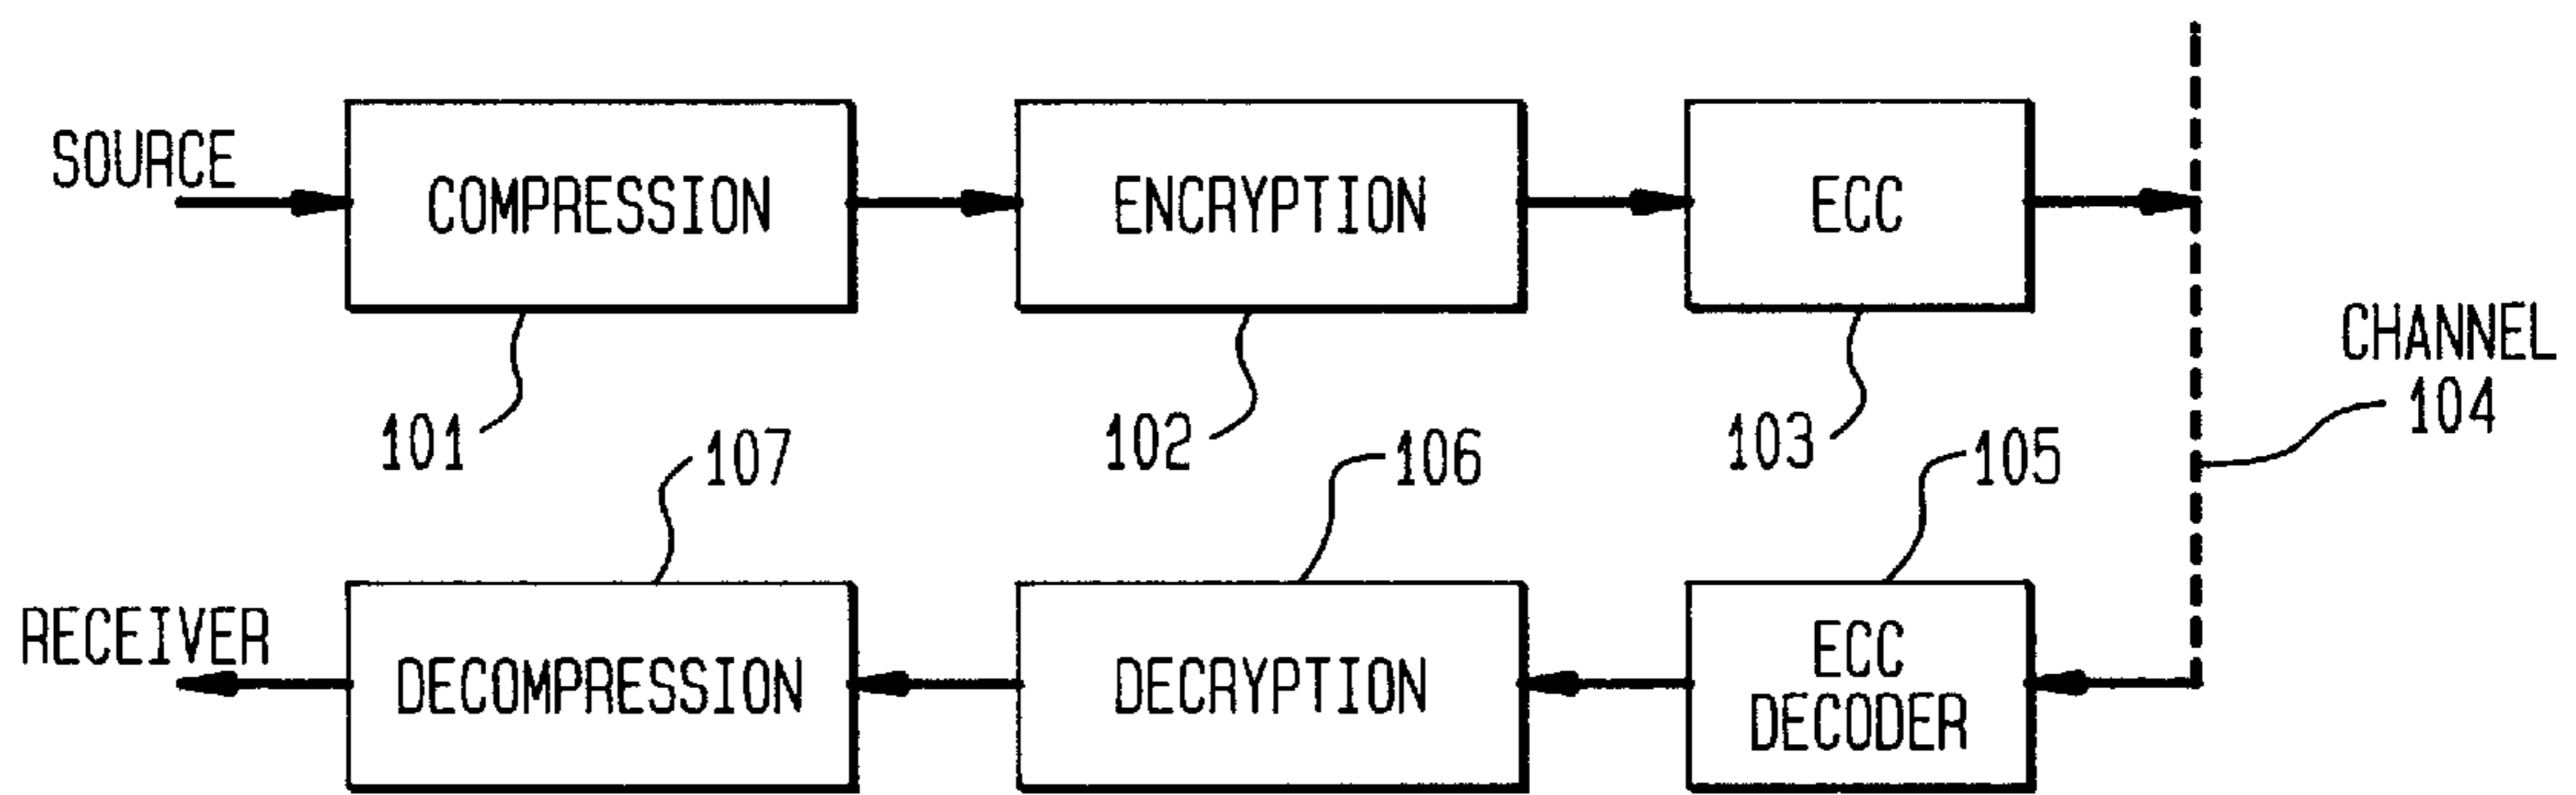 SOURCE
COMPRESSION
ENCRYPTION
ECC
CHANNEL
104
101
102
103
107
106
105
RECEIVER
DECOMPRESSION
DECRYPTION
ECC
DECODER